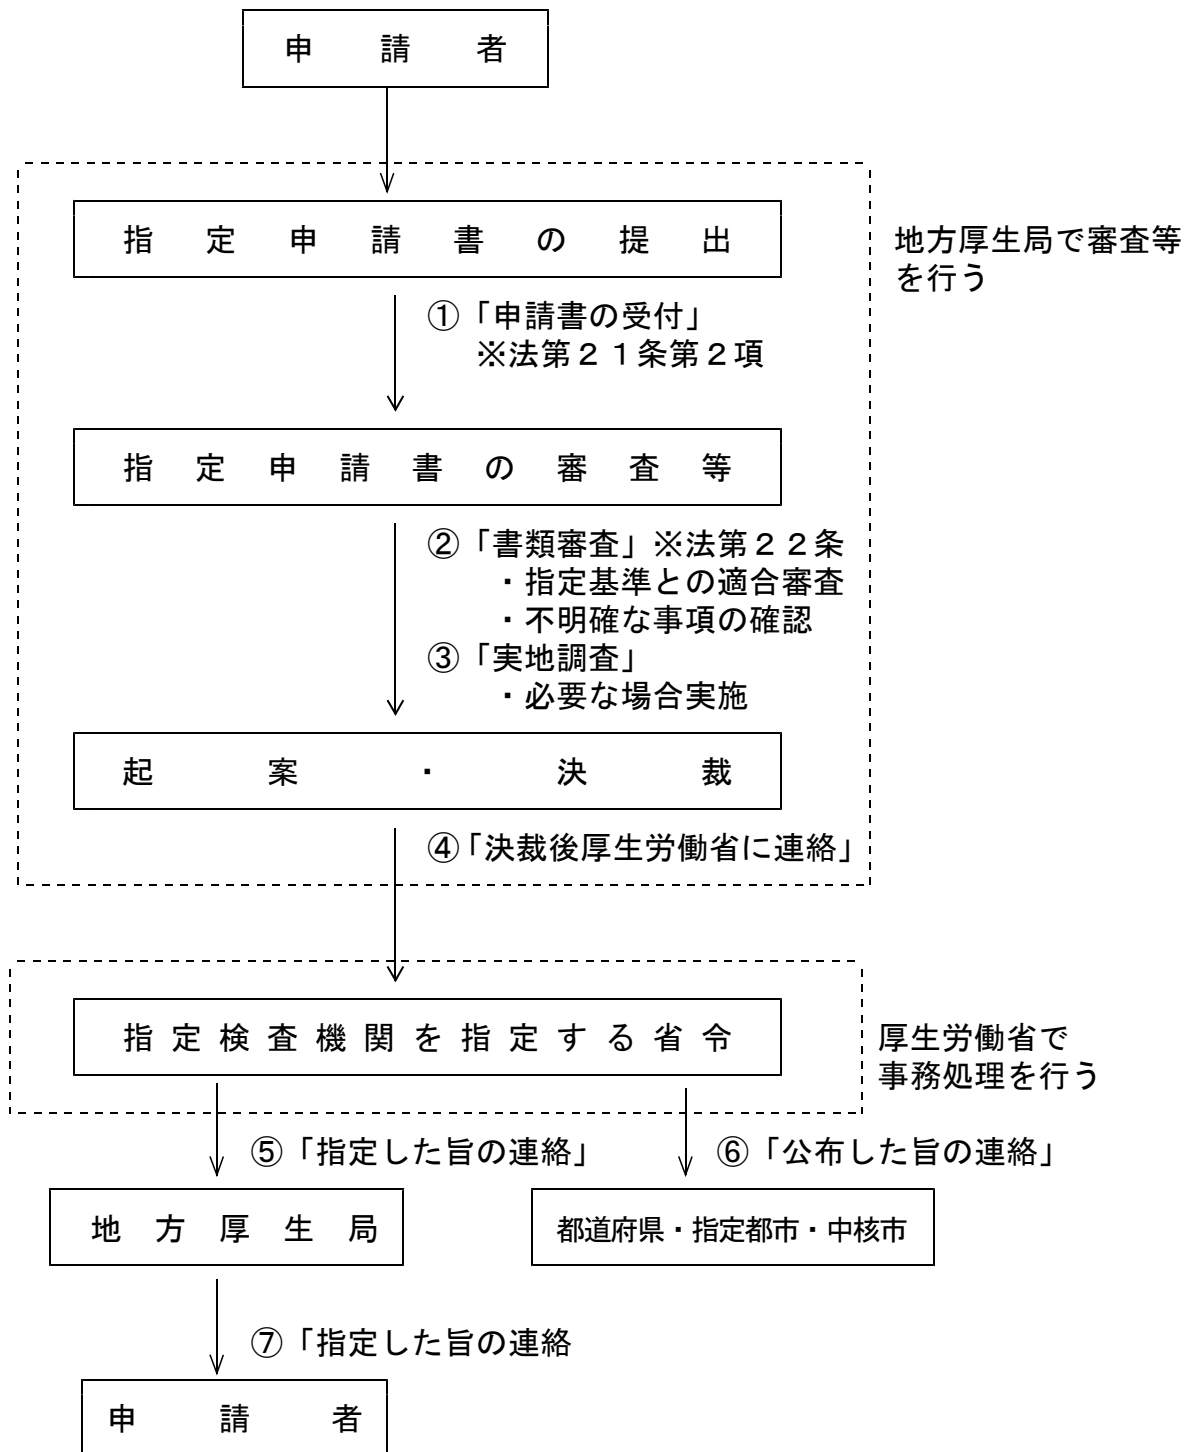 申請者
指定申請書の提出
地方厚生局で審査等
を行う
①「申請書の受付」
※法第２１条第２項
指定申請書の審査等
②「書類審査」※法第２２条
・指定基準との適合審査
・不明確な事項の確認
③「実地調査」
・必要な場合実施
起案・決裁
④「決裁後厚生労働省に連絡」
指定検査機関を指定する省令
厚生労働省で
事務処理を行う
⑤「指定した旨の連絡」
⑥「公布した旨の連絡」
地方厚生局
都道府県・指定都市・中核市
⑦「指定した旨の連絡
申請者